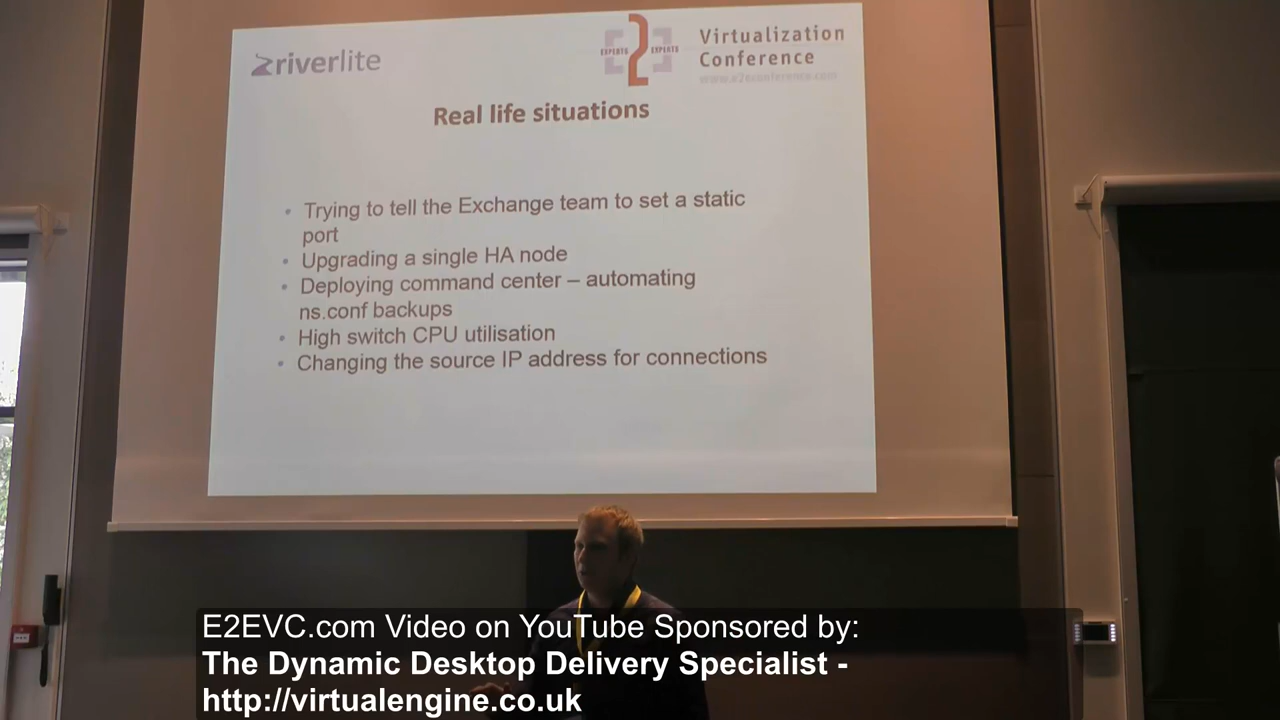 riverlite
EXPERTS 2 EXPERTS
Virtualization
Conference
www.e2econference.com
Real life situations
• Trying to tell the Exchange team to set a static
port
• Upgrading a single HA node
• Deploying command center – automating
ns.conf backups
• High switch CPU utilisation
• Changing the source IP address for connections
E2EVC.com Video on YouTube Sponsored by:
The Dynamic Desktop Delivery Specialist -
http://virtualengine.co.uk